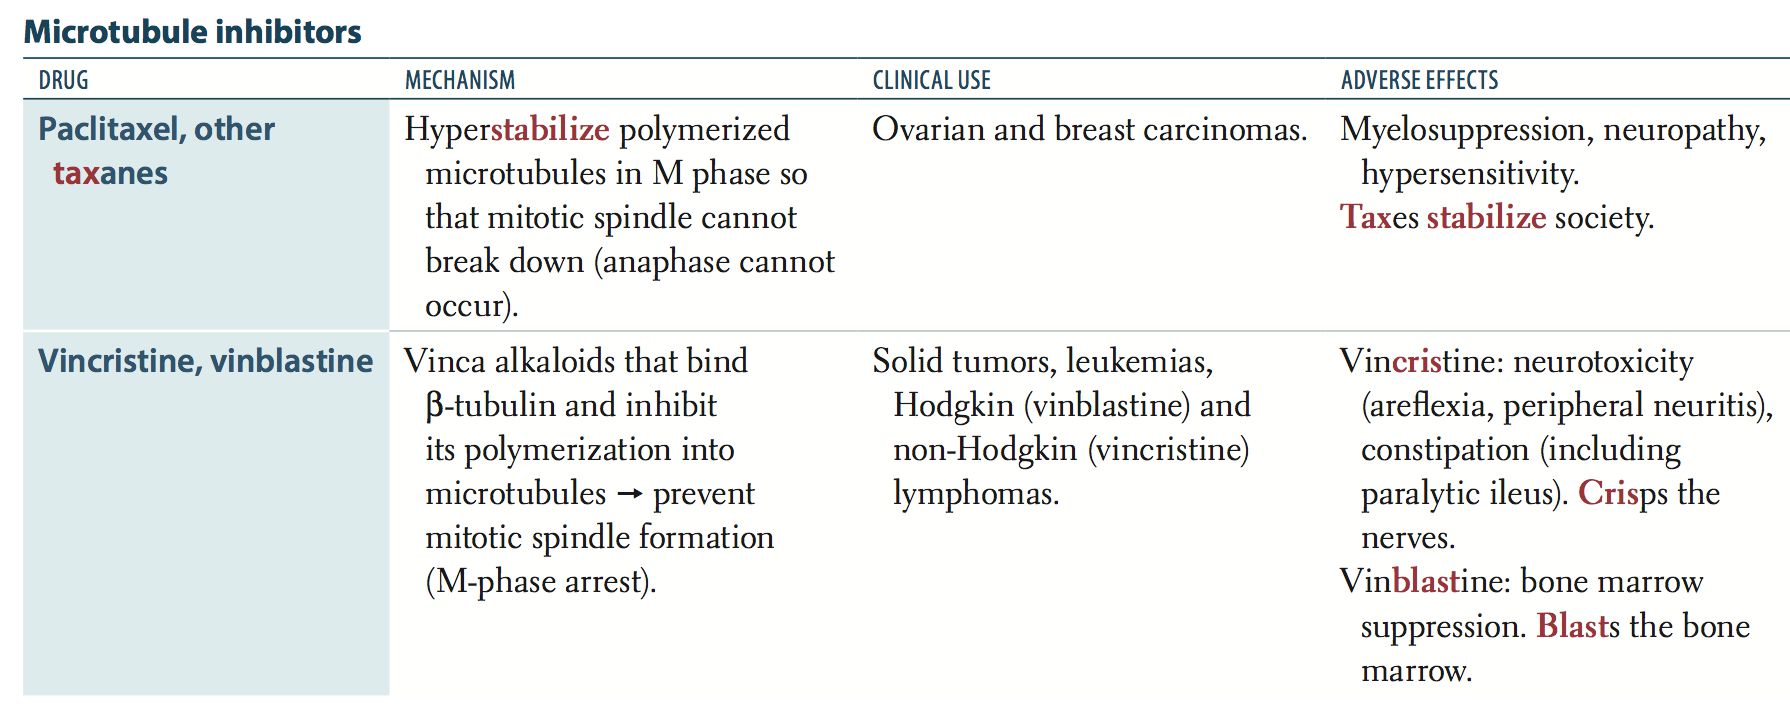 Microtubule inhibitors
DRUG
MECHANISM
CLINICAL USE
ADVERSE EFFECTS
Paclitaxel, other
taxanes
Hyperstabilize polymerized
microtubules in M phase so
that mitotic spindle cannot
break down (anaphase cannot
occur).
Ovarian and breast carcinomas.
Myelosuppression, neuropathy,
hypersensitivity.
Taxes stabilize society.
Vincristine, vinblastine
Vinca alkaloids that bind
β-tubulin and inhibit
its polymerization into
microtubules → prevent
mitotic spindle formation
(M-phase arrest).
Solid tumors, leukemias,
Hodgkin (vinblastine) and
non-Hodgkin (vincristine)
lymphomas.
Vincristine: neurotoxicity
(areflexia, peripheral neuritis),
constipation (including
paralytic ileus). Crisps the
nerves.
Vinblastine: bone marrow
suppression. Blasts the bone
marrow.